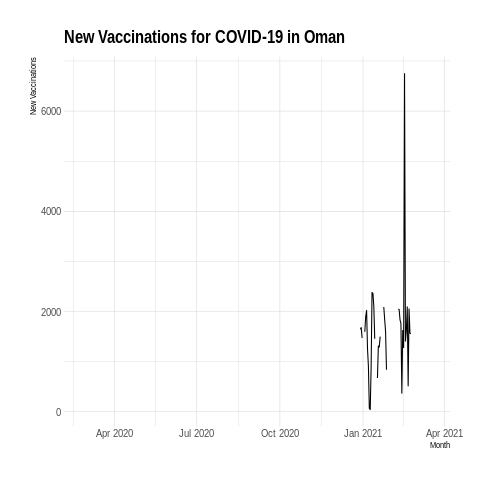 New Vaccinations for COVID-19 in Oman
New Vaccinations
6000
4000
2000
0
Apr 2020 Jul 2020 Oct 2020 Jan 2021 Apr 2021
Month